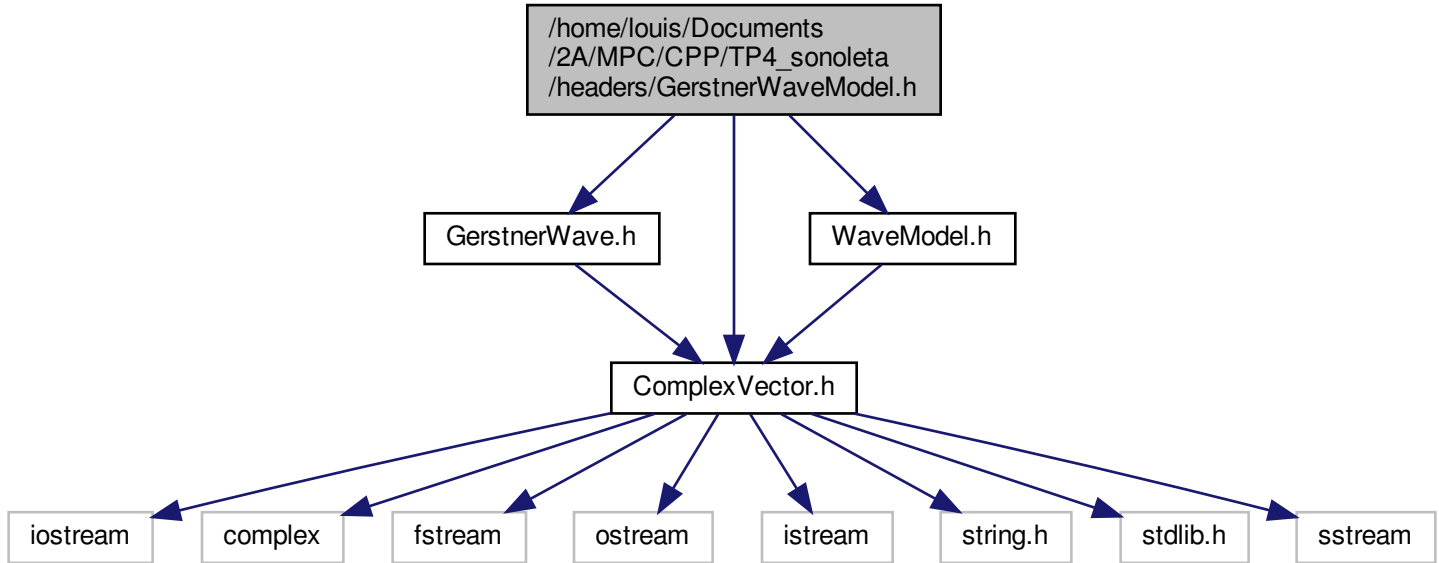 /home/louis/Documents
/2A/MPC/CPP/TP4_sonoleta
/headers/GerstnerWaveModel.h
GerstnerWave.h
WaveModel.h
ComplexVector.h
iostream
complex
fstream
ostream
istream
string.h
stdlib.h
sstream